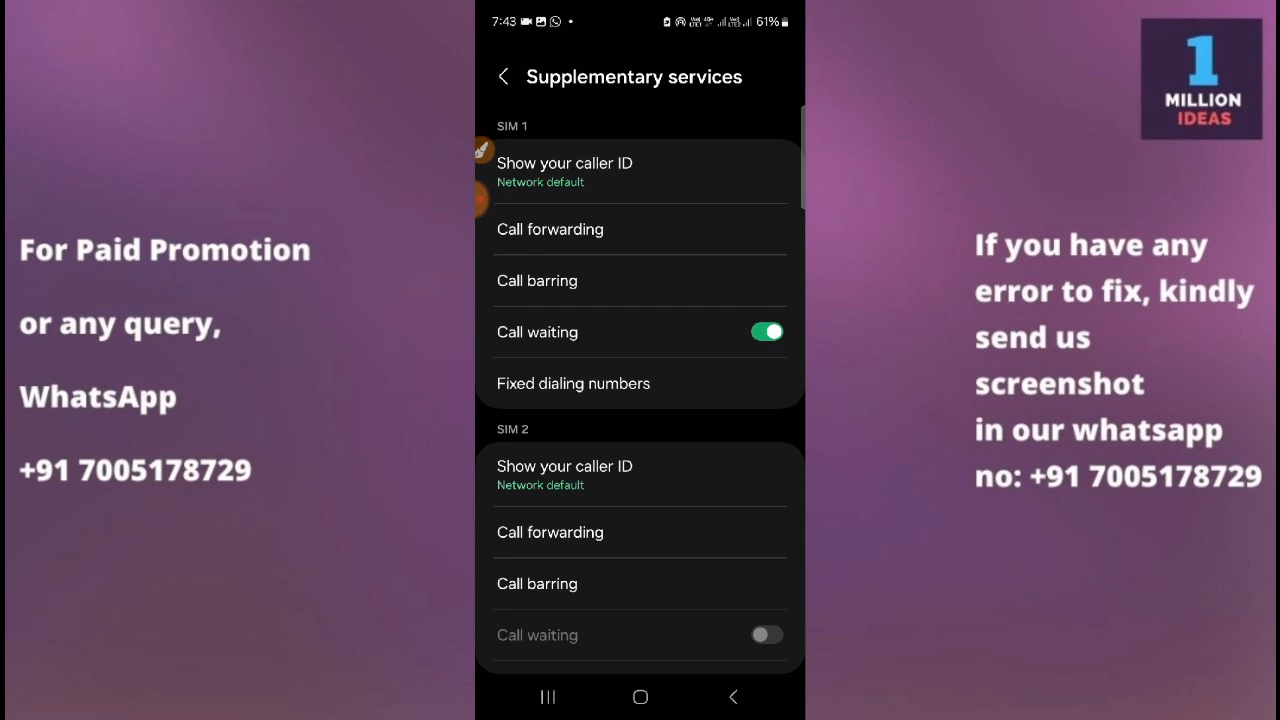 For Paid Promotion
or any query,
WhatsApp
+91 7005178729
7:43
61%
Supplementary services
SIM 1
Show your caller ID
Network default
Call forwarding
Call barring
Call waiting
Fixed dialing numbers
SIM 2
Show your caller ID
Network default
Call forwarding
Call barring
Call waiting
1
MILLION
IDEAS
If you have any
error to fix, kindly
send us
screenshot
in our whatsapp
no: +91 7005178729